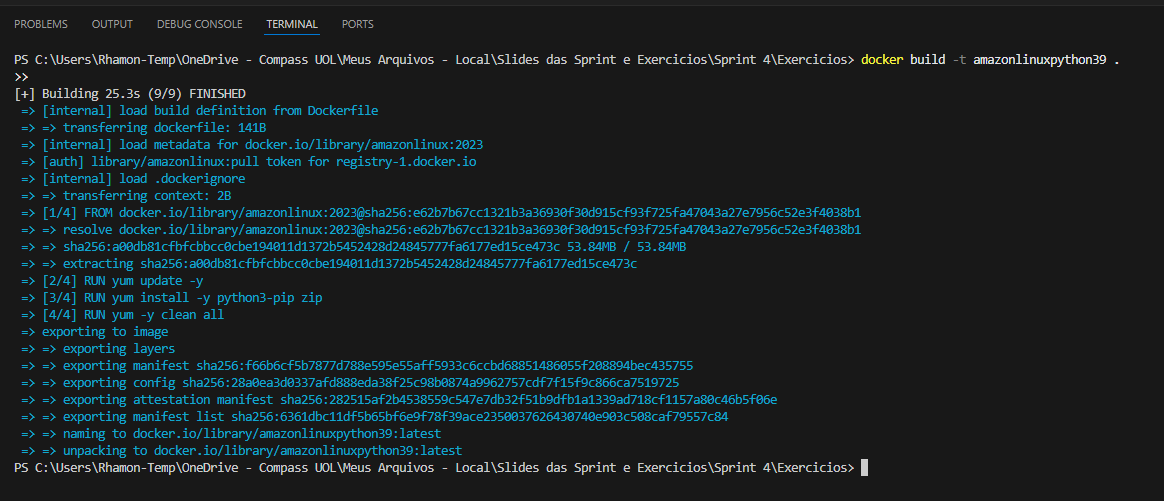 PROBLEMS OUTPUT DEBUG CONSOLE TERMINAL PORTS
PS C:\Users\Rhamon-Temp\OneDrive - Compass UOL\Meus Arquivos - Local\Slides das Sprint e Exercicios\Sprint 4\Exercicios> docker build -t amazonlinuxpython39 .
>>
[+] Building 25.3s (9/9) FINISHED
=> [internal] load build definition from Dockerfile
=> => transferring dockerfile: 141B
=> [internal] load metadata for docker.io/library/amazonlinux:2023
=> [auth] library/amazonlinux:pull token for registry-1.docker.io
=> [internal] load .dockerignore
=> => transferring context: 2B
=> [1/4] FROM docker.io/library/amazonlinux:2023@sha256:e62b7b67cc1321b3a36930f30d915cf93f725fa47043a27e7956c52e3f4038b1
=> => resolve docker.io/library/amazonlinux:2023@sha256:e62b7b67cc1321b3a36930f30d915cf93f725fa47043a27e7956c52e3f4038b1
=> => sha256:a00db81cfbfcbbcc0cbe194011d1372b5452428d24845777fa6177ed15ce473c 53.84MB / 53.84MB
=> => extracting sha256:a00db81cfbfcbbcc0cbe194011d1372b5452428d24845777fa6177ed15ce473c
=> [2/4] RUN yum update -y
=> [3/4] RUN yum install -y python3-pip zip
=> [4/4] RUN yum -y clean all
=> exporting to image
=> => exporting layers
=> => exporting manifest sha256:f66b6cf5b7877d788e595e55aff5933c6ccbd68851486055f208894bec435755
=> => exporting config sha256:28a0ea3d0337afd888eda38f25c98b0874a9962757cdf7f15f9c866ca7519725
=> => exporting attestation manifest sha256:282515af2b4538559c547e7db32f51b9dfb1a1339ad718cf1157a80c46b5f06e
=> => exporting manifest list sha256:6361dbc11df5b65bf6e9f78f39ace2350037626430740e903c508caf79557c84
=> => naming to docker.io/library/amazonlinuxpython39:latest
=> => unpacking to docker.io/library/amazonlinuxpython39:latest
PS C:\Users\Rhamon-Temp\OneDrive - Compass UOL\Meus Arquivos - Local\Slides das Sprint e Exercicios\Sprint 4\Exercicios>